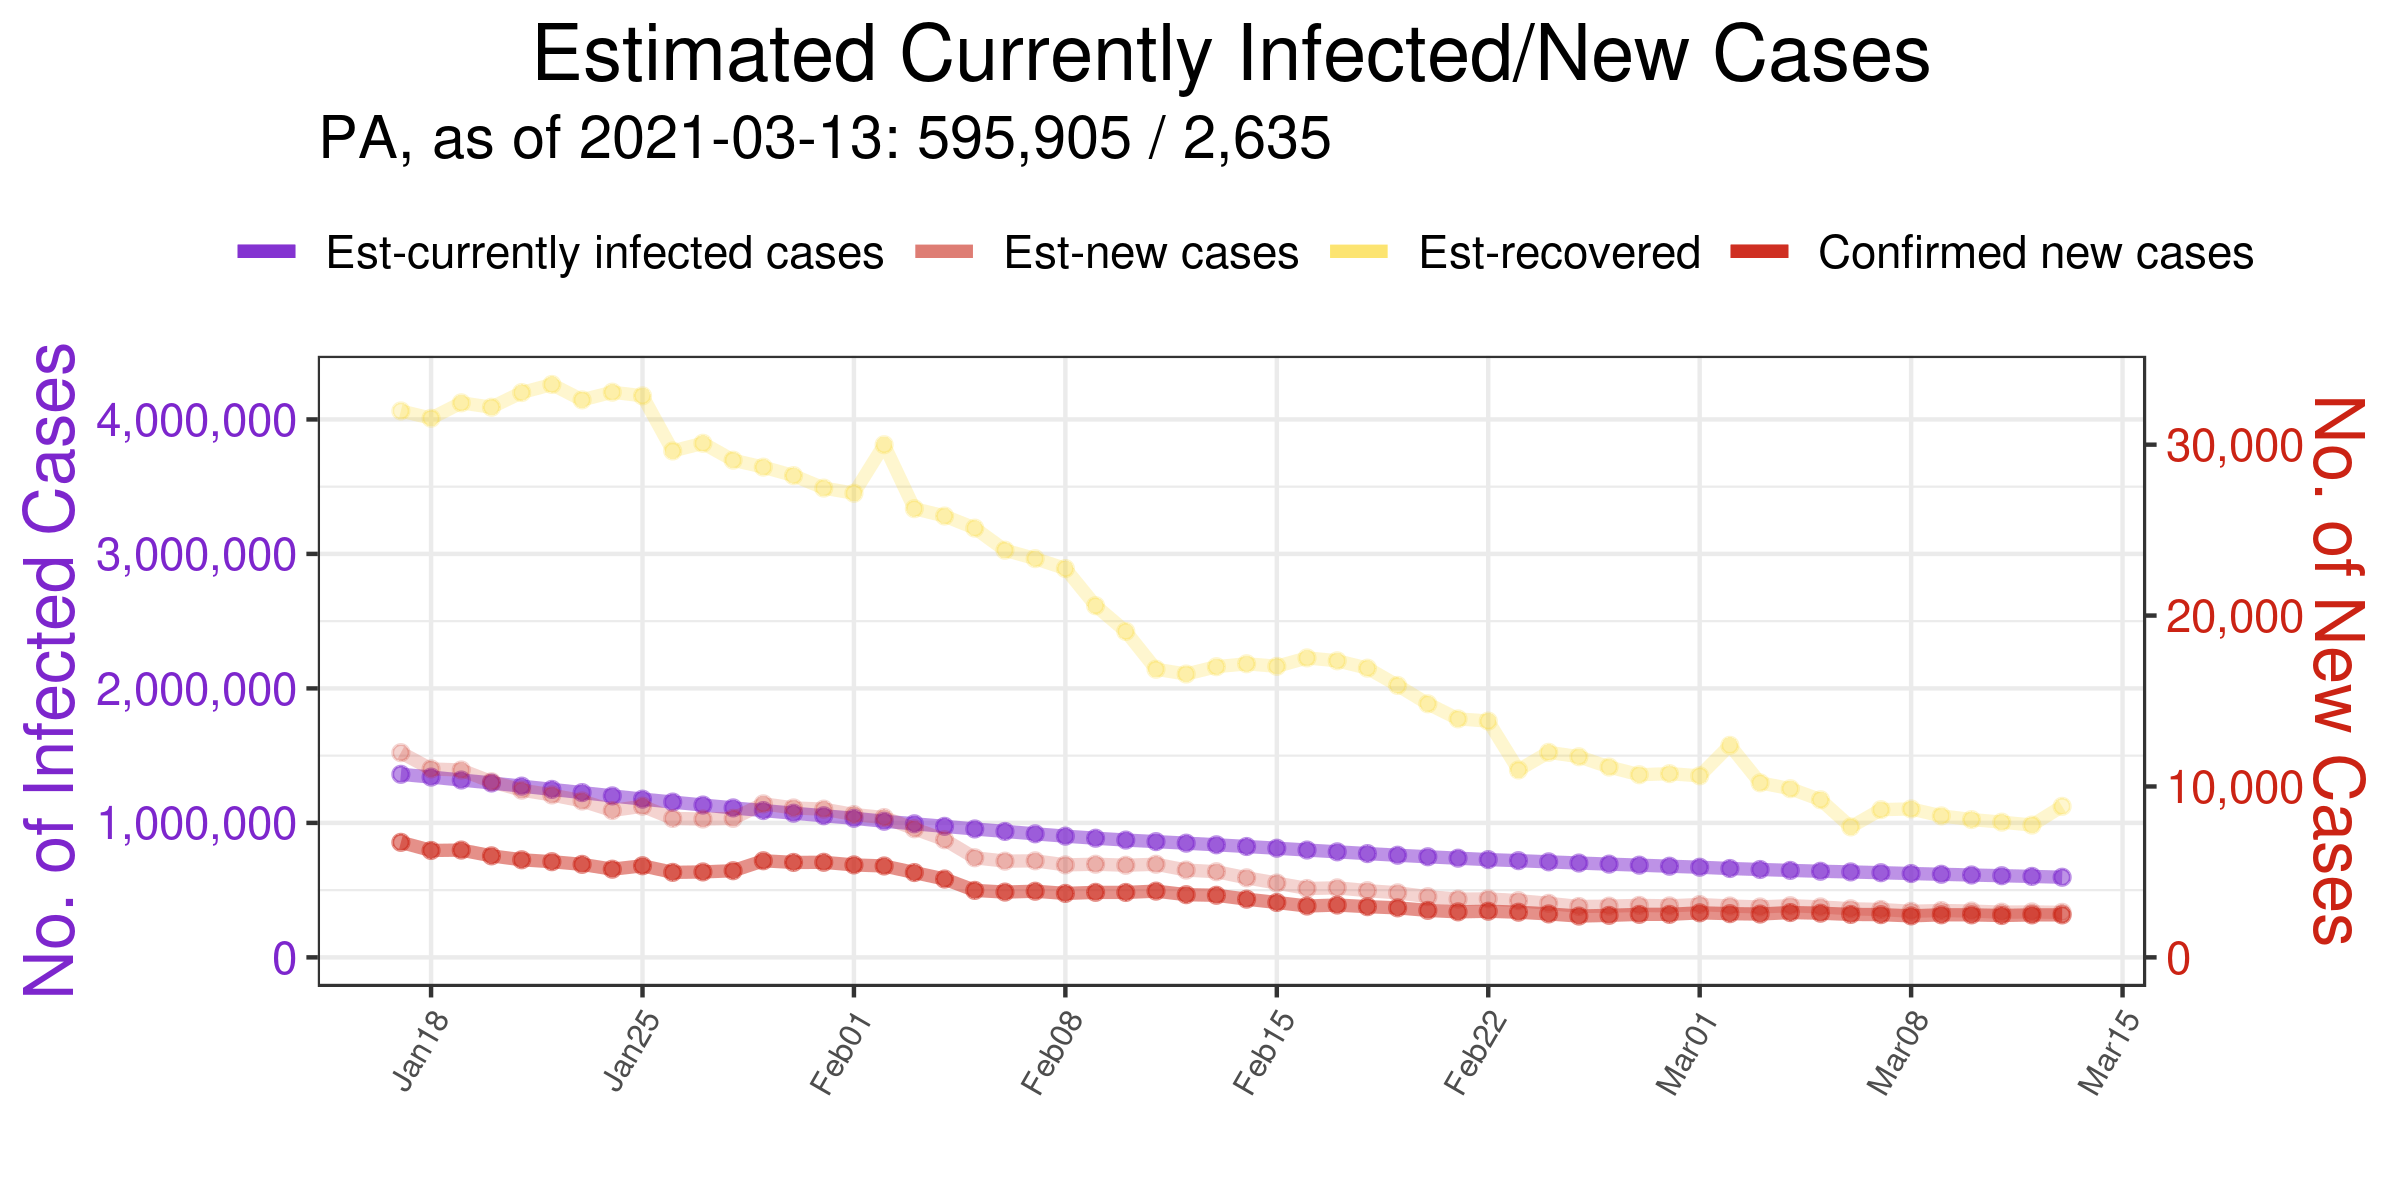 Estimated Currently Infected/New Cases
PA, as of 2021-03-13: 595,905 / 2,635
Est-currently infected cases Est-new cases Est-recovered Confirmed new cases
No. of Infected Cases
4,000,000
3,000,000
2,000,000
1,000,000
0
30,000
20,000
10,000
0
No. of New Cases
Jan18 Jan25 Feb01 Feb08 Feb15 Feb22 Mar01 Mar08 Mar15